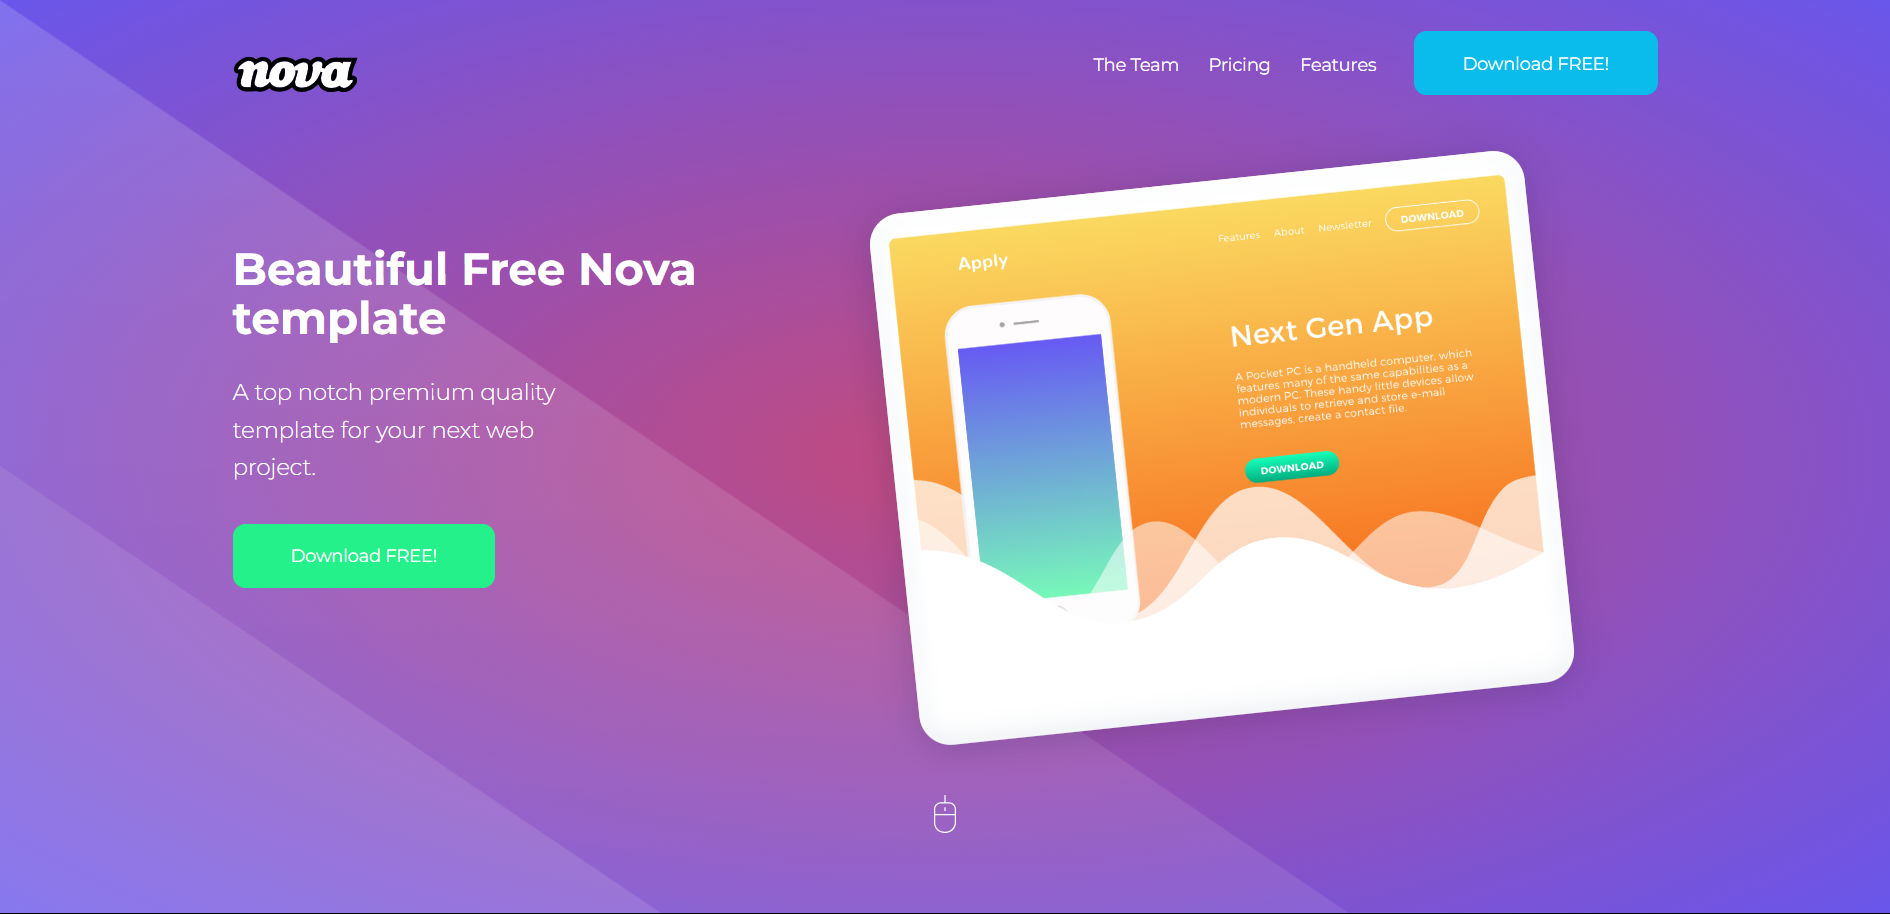 nova
The Team Pricing Features Download FREE!
Beautiful Free Nova
template
A top notch premium quality
template for your next web
project.
Download FREE!
Features About Newsletter DOWNLOAD
Apply
Next Gen App
A Pocket PC is a handheld computer, which
features many of the same capabilities as a
modern PC. These handy little devices allow
individuals to retrieve and store e-mail
messages, create a contact file.
DOWNLOAD